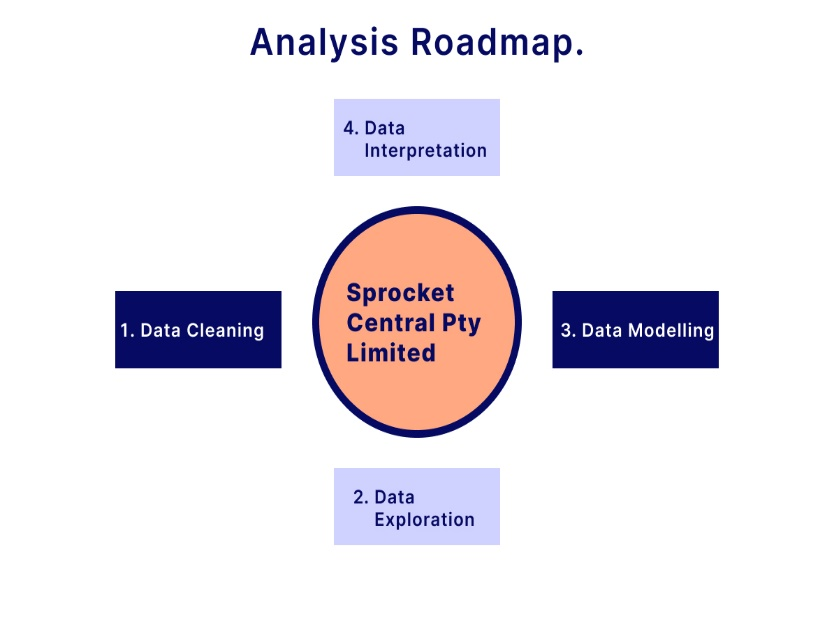 Analysis Roadmap.
4. Data
Interpretation
Sprocket
Central Pty
Limited
1. Data Cleaning
3. Data Modelling
2. Data
Exploration